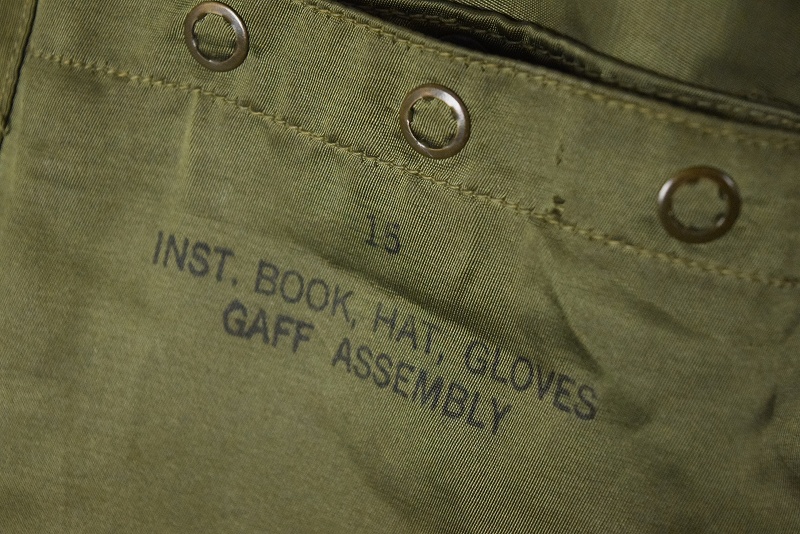 15
INST. BOOK, HAT, GLOVES
GAFF ASSEMBLY